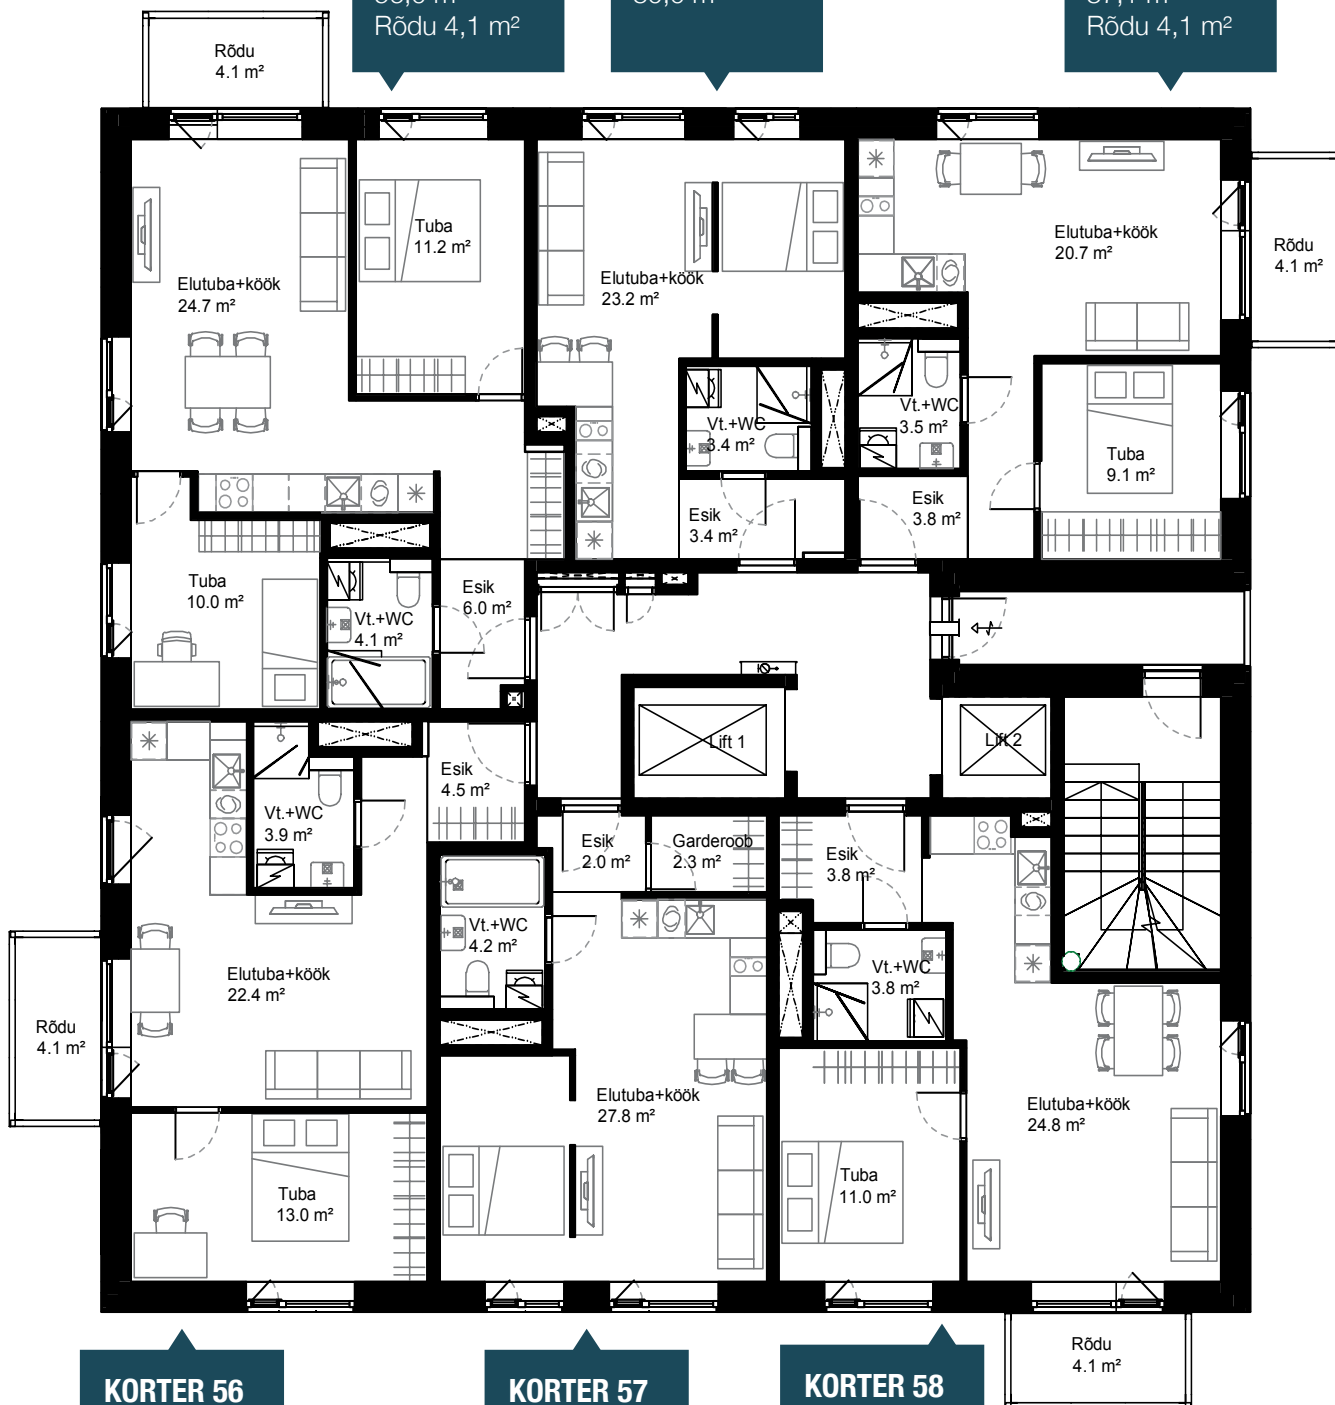 Rõdu 4,1 m²
Rõdu 4,1 m²
Rõdu
4.1 m²
Tuba
11.2 m²
Elutuba+köök
24.7 m²
Elutuba+köök
23.2 m²
Elutuba+köök
20.7 m²
Rõdu
4.1 m²
Vt.+WC
3.4 m²
Vt.+WC
3.5 m²
Tuba
9.1 m²
Esik
3.4 m²
Esik
3.8 m²
Tuba
10.0 m²
Vt.+WC
4.1 m²
Esik
6.0 m²
Lift 1
Lift 2
Esik
4.5 m²
Vt.+WC
3.9 m²
Esik
2.0 m²
Garderoob
2.3 m²
Esik
3.8 m²
Vt.+WC
4.2 m²
Vt.+WC
3.8 m²
Elutuba+köök
22.4 m²
Rõdu
4.1 m²
Elutuba+köök
27.8 m²
Elutuba+köök
24.8 m²
Tuba
13.0 m²
Tuba
11.0 m²
Rõdu
4.1 m²
KORTER 56
KORTER 57
KORTER 58